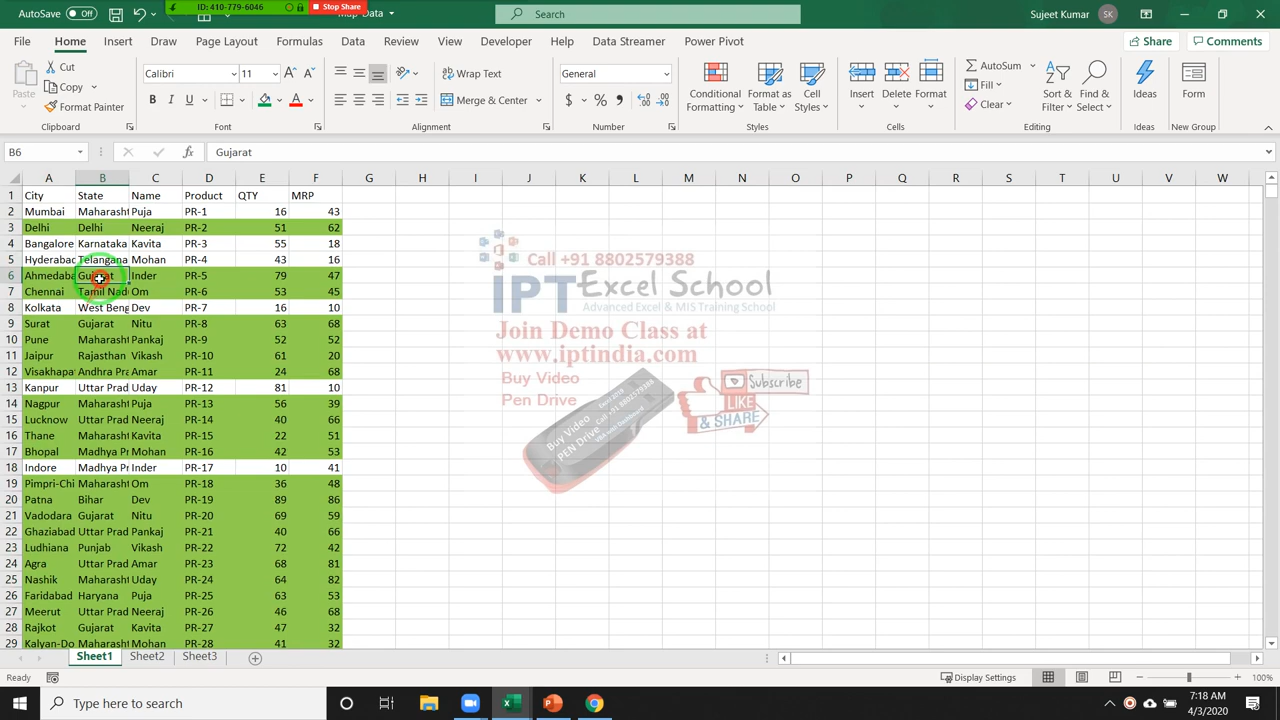 AutoSave Off
ID: 410-779-6046 Stop Share
Map Data
Search
Sujeet Kumar SK
File Home Insert Draw Page Layout Formulas Data Review View Developer Help Data Streamer Power Pivot
Share Comments
Paste Cut Copy Format Painter Clipboard
Calibri 11 Font
Wrap Text Merge & Center Alignment
General Number
Conditional Formatting Format as Table Cell Styles Styles
Insert Delete Format Cells
AutoSum Fill Clear Sort & Filter Find & Select Editing
Ideas Ideas
Form New Group
B6 fx Gujarat
A B C D E F G H I J K L M N O P Q R S T U V W
1 City State Name Product QTY MRP
2 Mumbai Maharasht Puja PR-1 16 43
3 Delhi Delhi Neeraj PR-2 51 62
4 Bangalore Karnataka Kavita PR-3 55 18
5 Hyderabac Telangana Mohan PR-4 43 16
6 Ahmedaba Gujarat Inder PR-5 79 47
7 Chennai Tamil Nad Om PR-6 53 45
8 Kolkata West Beng Dev PR-7 16 10
9 Surat Gujarat Nitu PR-8 63 68
10 Pune Maharasht Pankaj PR-9 52 52
11 Jaipur Rajasthan Vikash PR-10 61 20
12 Visakhapat Andhra Pra Amar PR-11 24 68
13 Kanpur Uttar Prad Uday PR-12 81 10
14 Nagpur Maharasht Puja PR-13 56 39
15 Lucknow Uttar Prad Neeraj PR-14 40 66
16 Thane Maharasht Kavita PR-15 22 51
17 Bhopal Madhya Pr Mohan PR-16 42 53
18 Indore Madhya Pr Inder PR-17 10 41
19 Pimpri-Chi Maharasht Om PR-18 36 48
20 Patna Bihar Dev PR-19 89 86
21 Vadodara Gujarat Nitu PR-20 69 59
22 Ghaziabad Uttar Prad Pankaj PR-21 40 66
23 Ludhiana Punjab Vikash PR-22 72 42
24 Agra Uttar Prad Amar PR-23 68 81
25 Nashik Maharasht Uday PR-24 64 82
26 Faridabad Haryana Puja PR-25 63 53
27 Meerut Uttar Prad Neeraj PR-26 46 68
28 Rajkot Gujarat Kavita PR-27 47 32
29 Kalyan-Do Maharasht Mohan PR-28 41 32
Call +91 8802579388
IPT Excel School
Advanced Excel & MIS Training School
Join Demo Class at
www.iptindia.com
Buy Video
Pen Drive
Buy Video
PEN Drive
Call +91 8802579388
Subscribe
LIKE
& SHARE
Sheet1 Sheet2 Sheet3
Ready Display Settings 100%
Type here to search
7:18 AM
4/3/2020